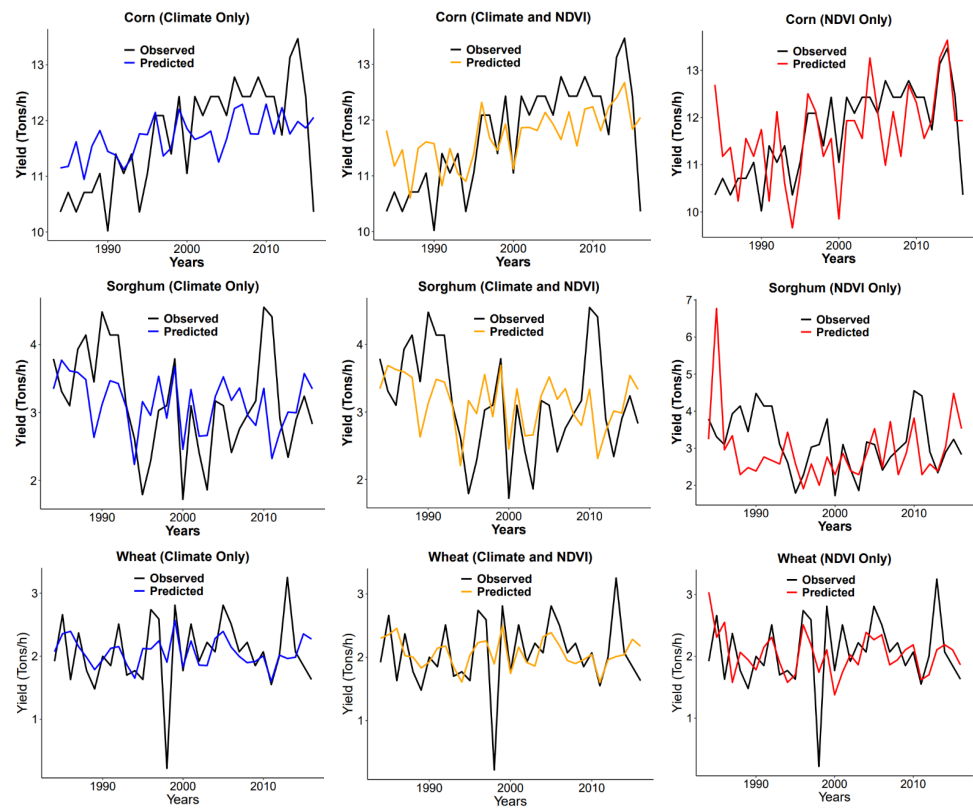 Corn (Climate Only)
Observed
Predicted
Yield (Tons/h)
13
12
11
10
1990
2000
2010
Years
Corn (Climate and NDVI)
Observed
Predicted
Yield (Tons/h)
13
12
11
10
1990
2000
2010
Years
Corn (NDVI Only)
Observed
Predicted
Yield (Tons/h)
13
12
11
10
1990
2000
2010
Years
Sorghum (Climate Only)
Observed
Predicted
Yield (Tons/h)
4
3
2
1990
2000
2010
Years
Sorghum (Climate and NDVI)
Observed
Predicted
Yield (Tons/h)
4
3
2
1990
2000
2010
Years
Sorghum (NDVI Only)
Observed
Predicted
Yield (Tons/h)
7
6
5
4
3
2
1
1990
2000
2010
Years
Wheat (Climate Only)
Observed
Predicted
Yield (Tons/h)
3
2
1
1990
2000
2010
Years
Wheat (Climate and NDVI)
Observed
Predicted
Yield (Tons/h)
3
2
1
1990
2000
2010
Years
Wheat (NDVI Only)
Observed
Predicted
Yield (Tons/h)
3
2
1
1990
2000
2010
Years